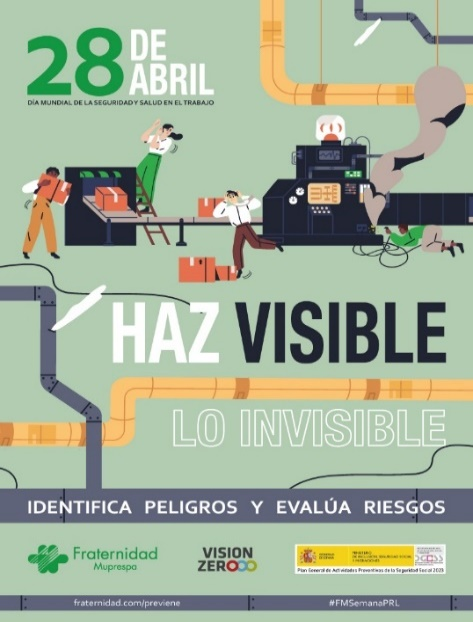 28 DE
ABRIL
DÍA MUNDIAL DE LA SEGURIDAD Y SALUD EN EL TRABAJO
HAZ VISIBLE
LO INVISIBLE
IDENTIFICA PELIGROS Y EVALÚA RIESGOS
Fraternidad
Muprespa
VISION
ZERO
Plan General de Actividades Preventivas de la Seguridad Social 2025
fraternidad.com/previene
#FMSemanaPRL